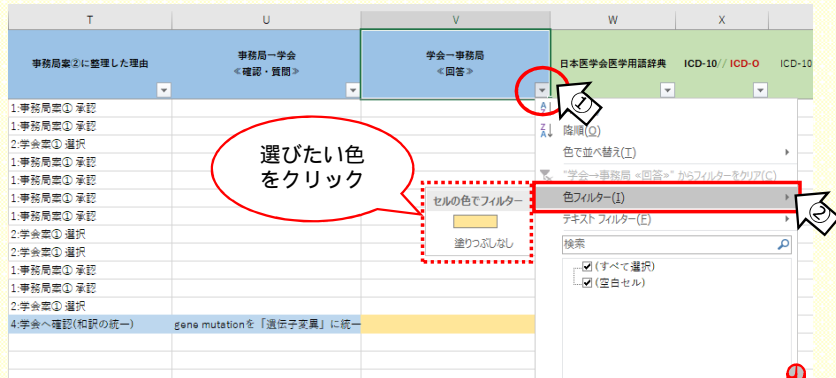 T U V W X
事務局案②に整理した理由
事務局→学会
≪確認・質問≫
学会→事務局
≪回答≫
日本医学会医学用語辞典
ICD-10// ICD-O
ICD-10
①
1:事務局案① 承認
1:事務局案① 承認
2:学会案① 選択
1:事務局案① 承認
1:事務局案① 承認
1:事務局案① 承認
1:事務局案① 承認
2:学会案① 選択
2:学会案① 選択
1:事務局案① 承認
1:事務局案① 承認
2:学会案① 選択
4:学会へ確認(和訳の統一) gene mutationを「遺伝子変異」に統一
選びたい色
をクリック
セルの色でフィルター
塗りつぶしなし
降順(O)
色で並べ替え(T)
"学会→事務局 ≪回答≫" からフィルターをクリア(C)
色フィルター(I)
②
テキスト フィルター(F)
検索
(すべて選択)
(空白セル)